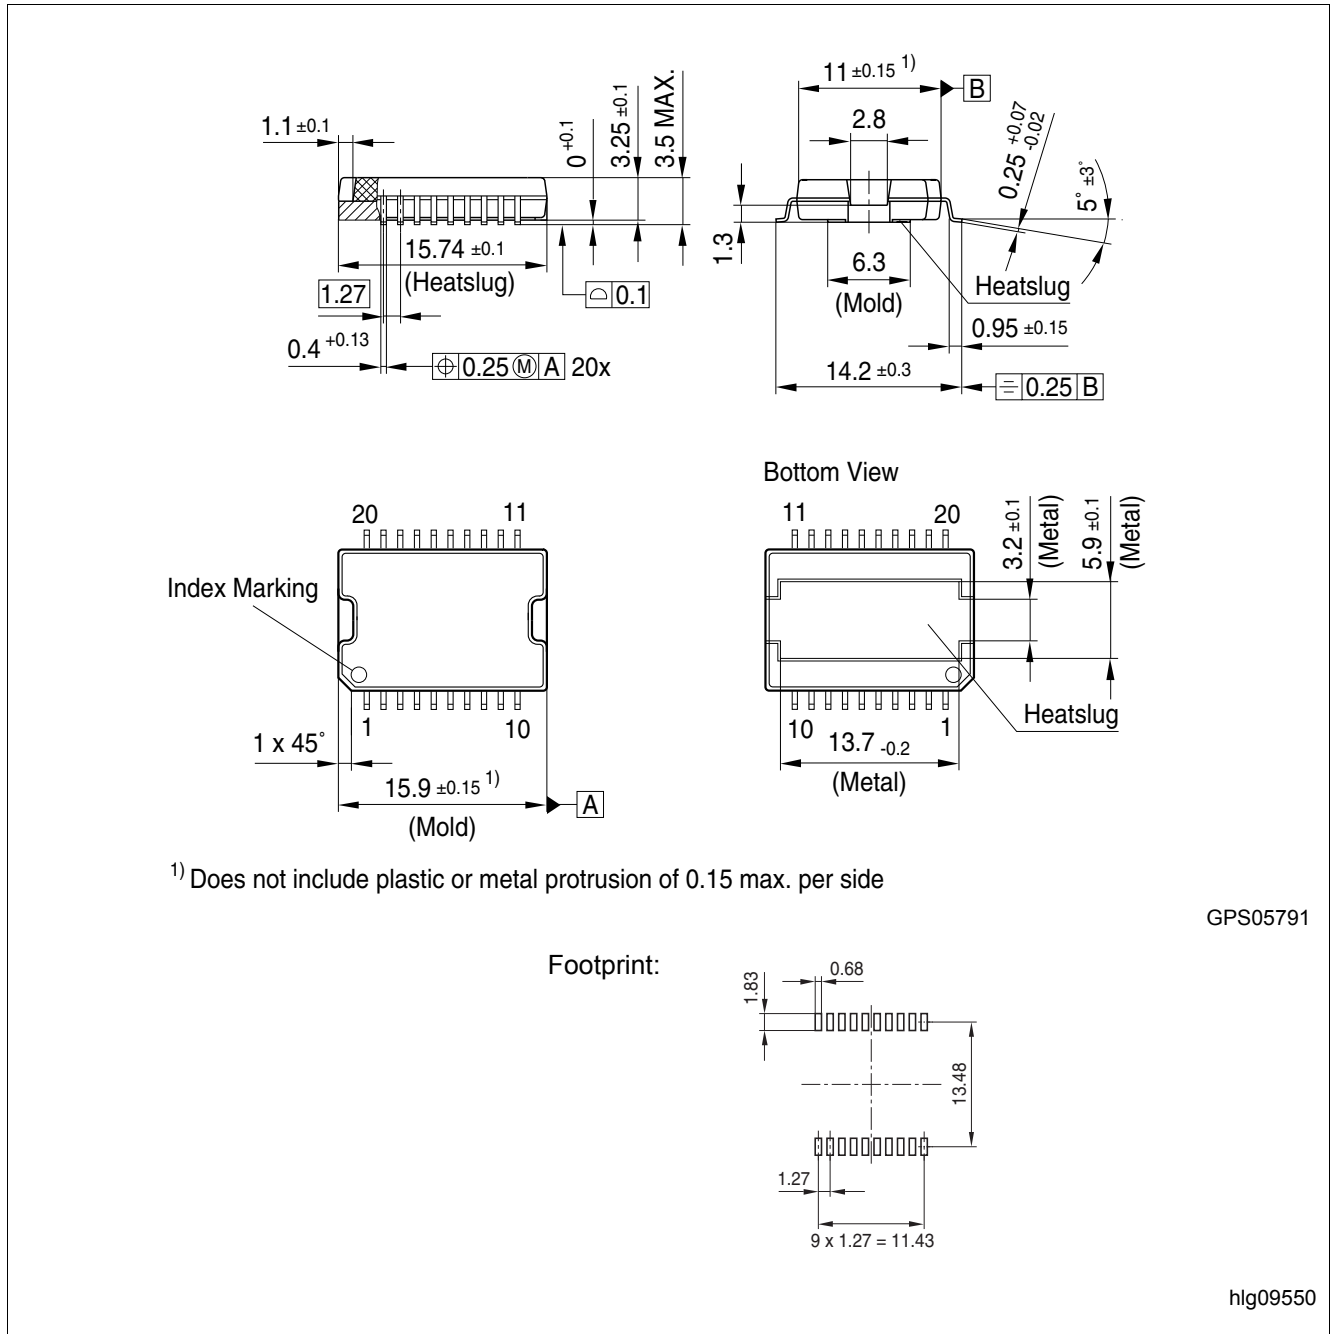 11 ±0.15 1)
B
2.8
1.1 ±0.1
0 +0.1
3.25 ±0.1
3.5 MAX.
0.25 +0.07 -0.02
5° ±3°
1.3
15.74 ±0.1
(Heatslug)
6.3
(Mold)
Heatslug
1.27
⌓ 0.1
0.95 ±0.15
0.4 +0.13
⌖ 0.25 Ⓜ A 20x
14.2 ±0.3
⌯ 0.25 B
Bottom View
20
11
11
20
3.2 ±0.1
(Metal)
5.9 ±0.1
(Metal)
Index Marking
1
10
10
1
Heatslug
1 x 45°
13.7 -0.2
(Metal)
15.9 ±0.15 1)
(Mold)
A
1) Does not include plastic or metal protrusion of 0.15 max. per side
GPS05791
Footprint:
0.68
1.83
13.48
1.27
9 x 1.27 = 11.43
hlg09550